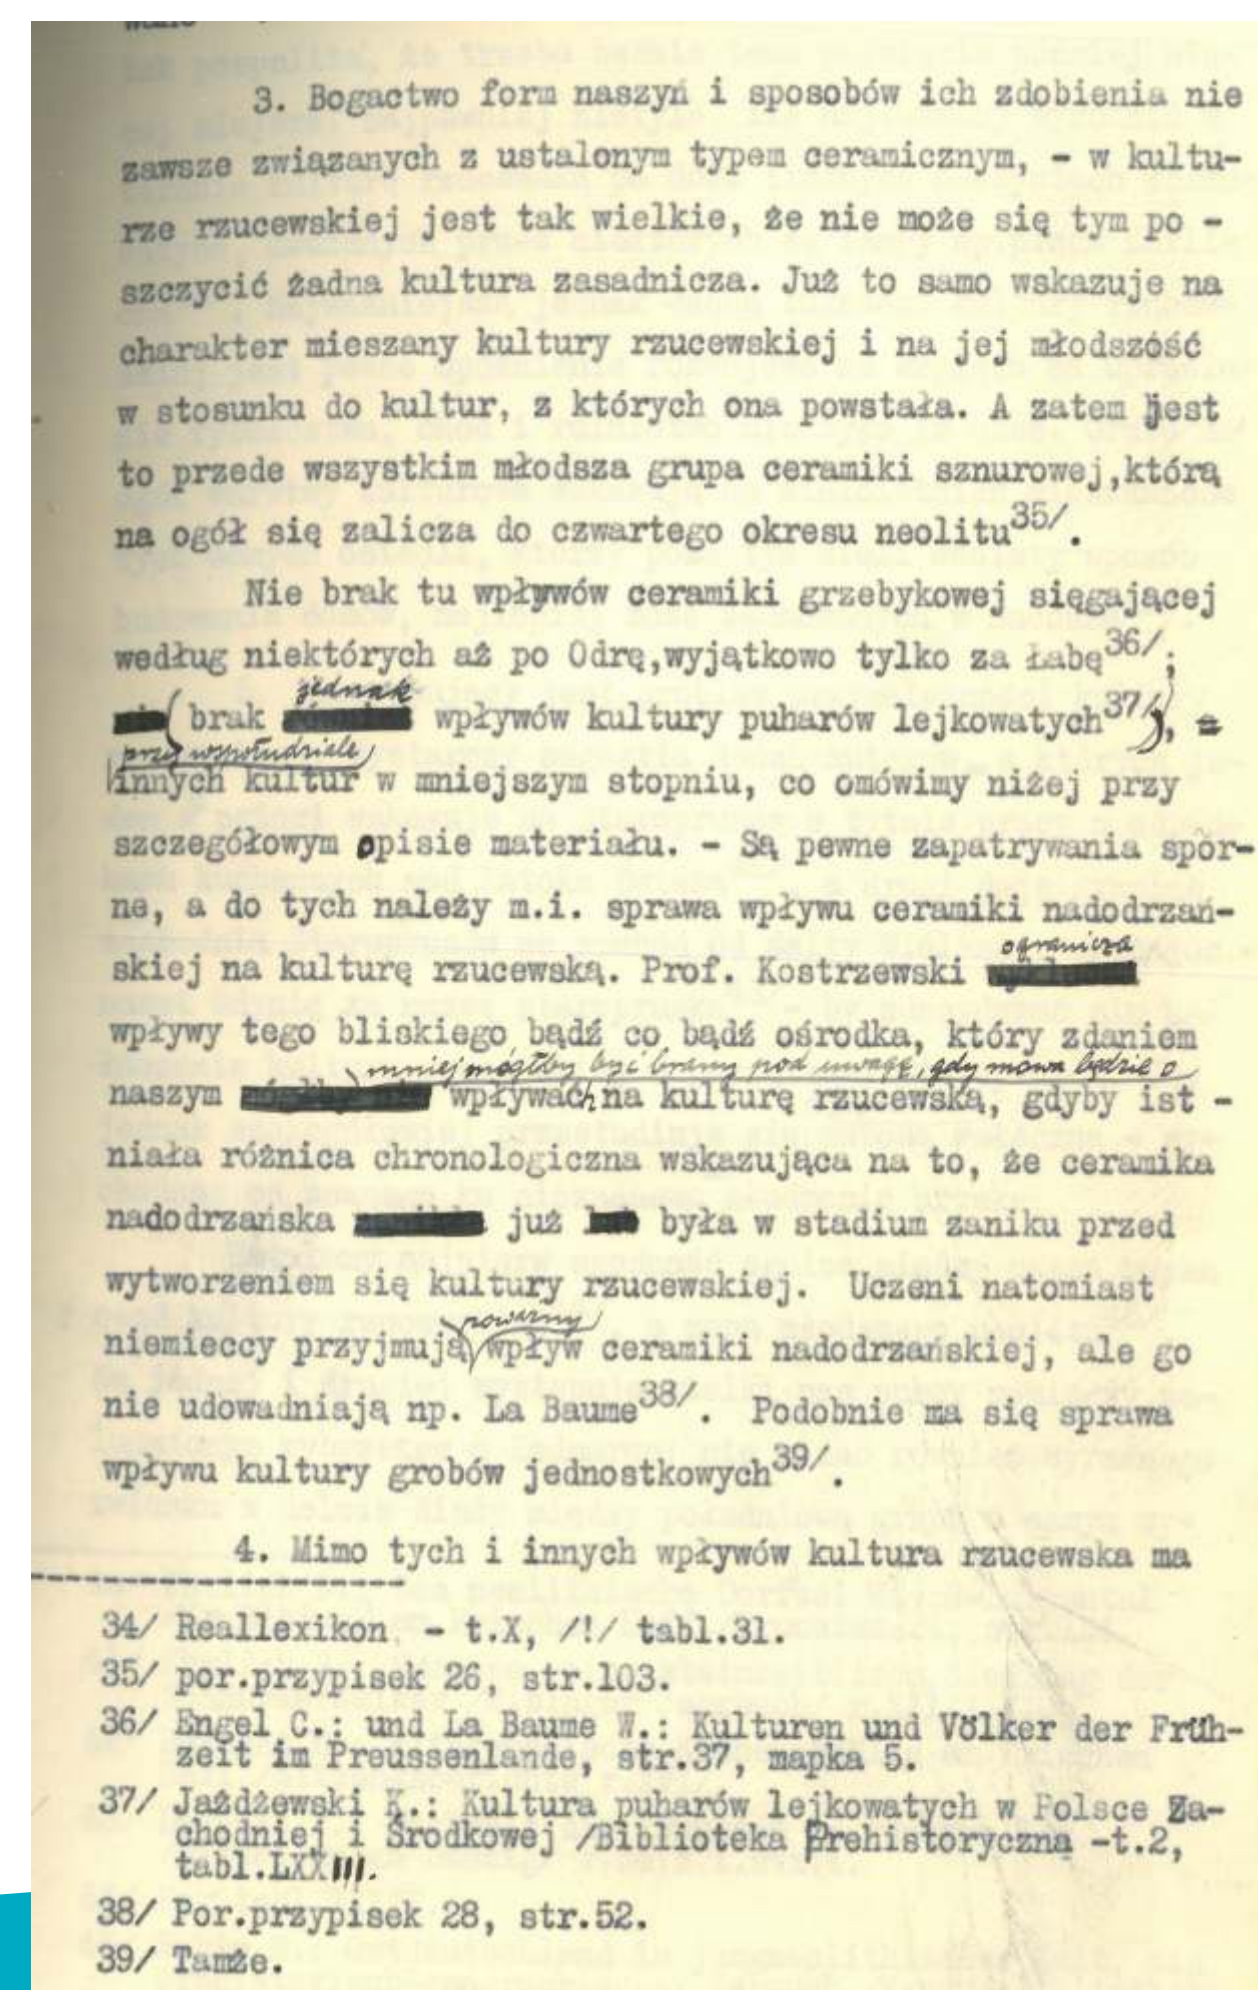 3. Bogactwo form naszyń i sposobów ich zdobienia nie
zawsze związanych z ustalonym typem ceramicznym, - w kultu-
rze rzucewskiej jest tak wielkie, że nie może się tym po -
szczycić żadna kultura zasadnicza. Już to samo wskazuje na
charakter mieszany kultury rzucewskiej i na jej młodszość
w stosunku do kultur, z których ona powstała. A zatem jest
to przede wszystkim młodsza grupa ceramiki sznurowej,którą
na ogół się zalicza do czwartego okresu neolitu35/.
Nie brak tu wpływów ceramiki grzebykowej sięgającej
według niektórych aż po Odrę,wyjątkowo tylko za Łabę36/;
jednak
brak wpływów kultury puharów lejkowatych37/),
przy współudziale
innych kultur w mniejszym stopniu, co omówimy niżej przy
szczegółowym opisie materiału. - Są pewne zapatrywania spor-
ne, a do tych należy m.i. sprawa wpływu ceramiki nadodrzań-
ogranicza
skiej na kulturę rzucewską. Prof. Kostrzewski
wpływy tego bliskiego bądź co bądź ośrodka, który zdaniem
mniej mógłby być brany pod uwagę, gdy mowa będzie o
naszym wpływach na kulturę rzucewską, gdyby ist -
niała różnica chronologiczna wskazująca na to, że ceramika
nadodrzańska już była w stadium zaniku przed
wytworzeniem się kultury rzucewskiej. Uczeni natomiast
poważny
niemieccy przyjmują wpływ ceramiki nadodrzańskiej, ale go
nie udowadniają np. La Baume38/. Podobnie ma się sprawa
wpływu kultury grobów jednostkowych39/.
4. Mimo tych i innych wpływów kultura rzucewska ma
34/ Reallexikon - t.X, /!/ tabl.31.
35/ por.przypisek 26, str.103.
36/ Engel C.: und La Baume W.: Kulturen und Völker der Früh-
zeit im Preussenlande, str.37, mapka 5.
37/ Jażdżewski K.: Kultura puharów lejkowatych w Polsce Za-
chodniej i Środkowej /Biblioteka Prehistoryczna -t.2,
tabl.LXXIII.
38/ Por.przypisek 28, str.52.
39/ Tamże.